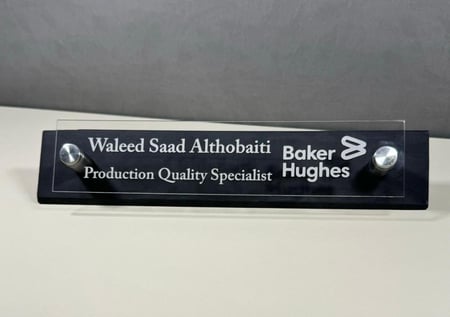 Waleed Saad Althobaiti
Production Quality Specialist
Baker
Hughes